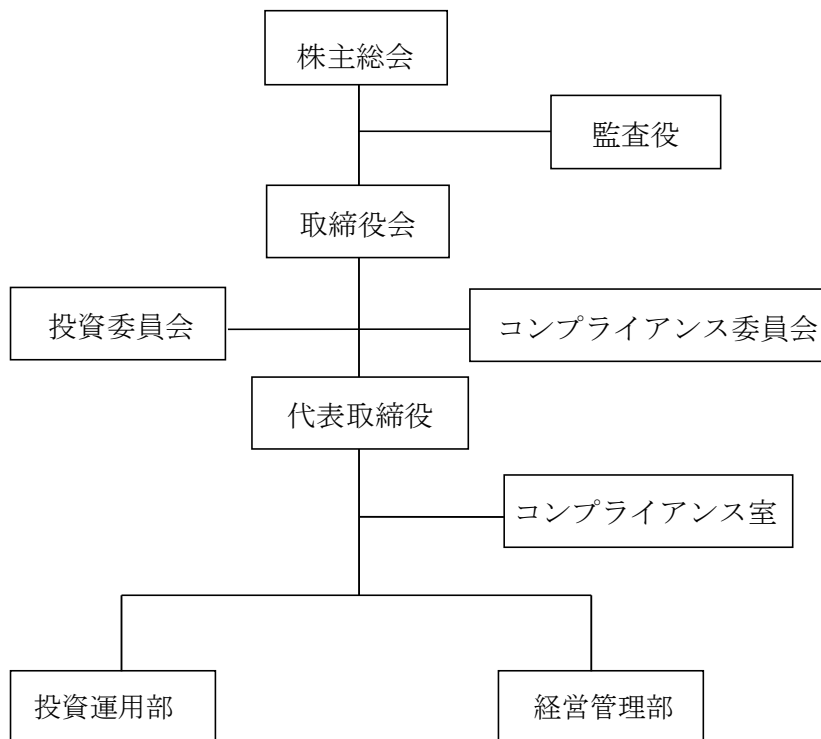 株主総会
監査役
取締役会
投資委員会
コンプライアンス委員会
代表取締役
コンプライアンス室
投資運用部
経営管理部